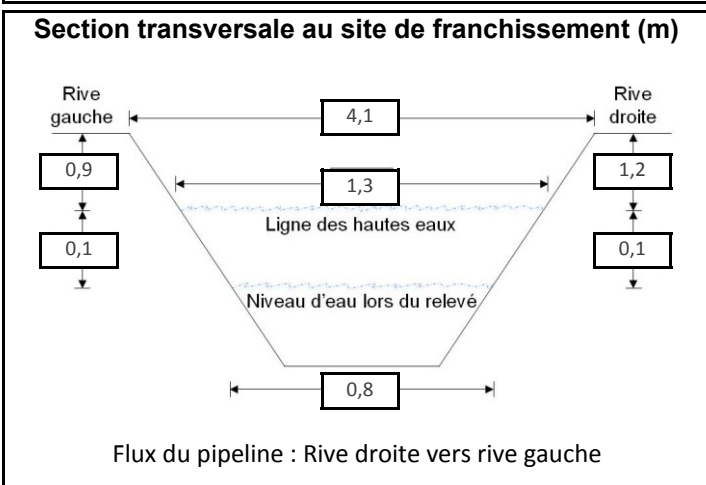 Section transversale au site de franchissement (m)
Rive
gauche
Rive
droite
4,1
0,9
1,2
1,3
Ligne des hautes eaux
0,1
0,1
Niveau d'eau lors du relevé
0,8
Flux du pipeline : Rive droite vers rive gauche